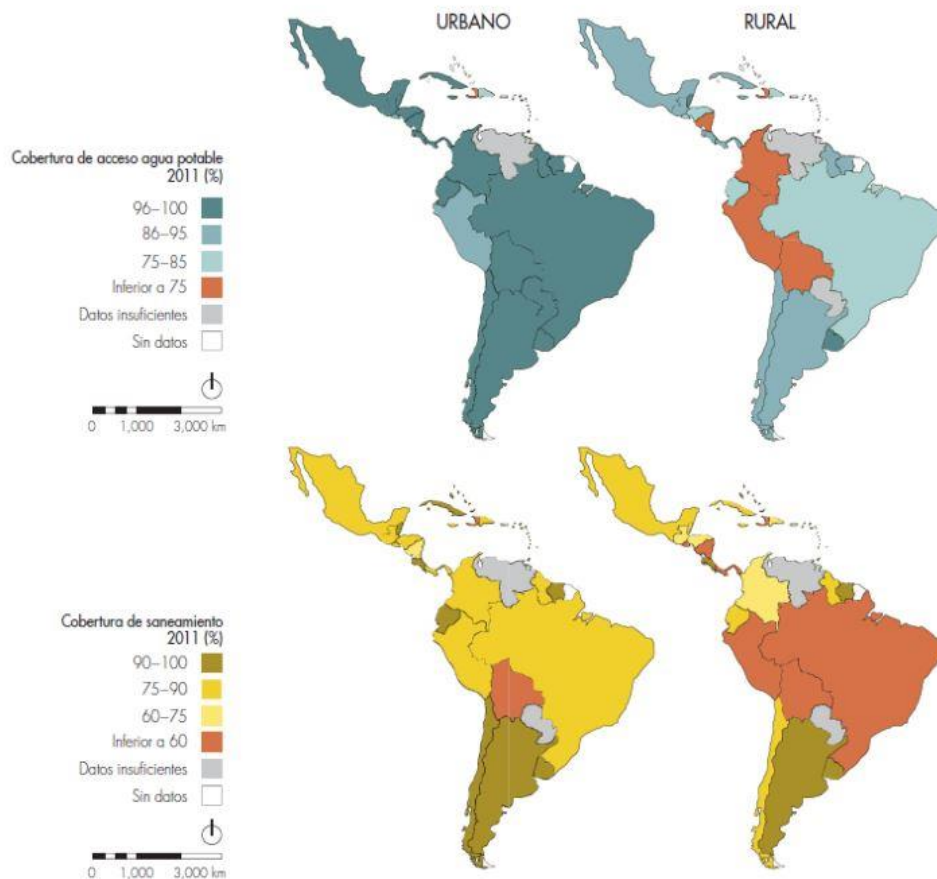 URBANO
RURAL
Cobertura de acceso agua potable
2011 (%)
96–100
86–95
75–85
Inferior a 75
Datos insuficientes
Sin datos
0 1,000 3,000 km
Cobertura de saneamiento
2011 (%)
90–100
75–90
60–75
Inferior a 60
Datos insuficientes
Sin datos
0 1,000 3,000 km